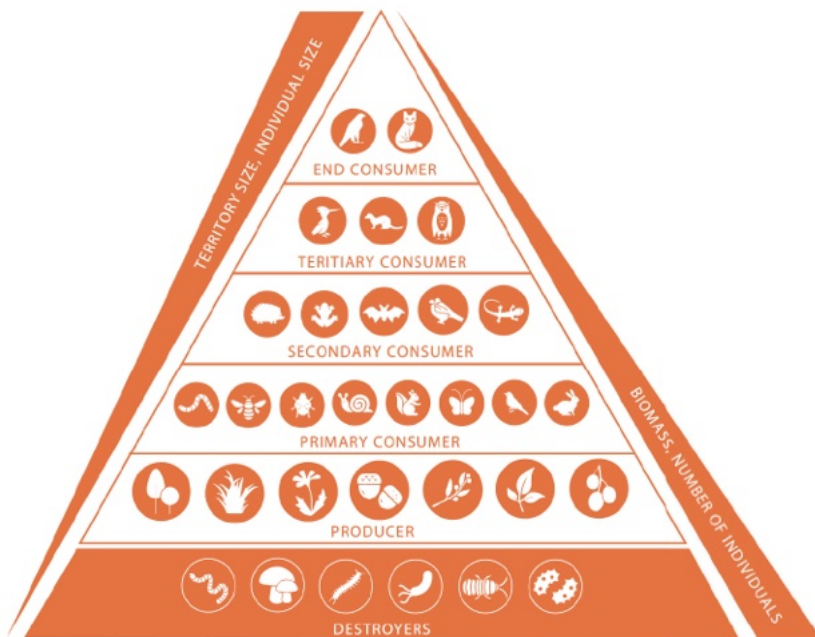 TERRITORY SIZE, INDIVIDUAL SIZE
END CONSUMER
TERITIARY CONSUMER
SECONDARY CONSUMER
BIOMASS, NUMBER OF INDIVIDUALS
PRIMARY CONSUMER
PRODUCER
DESTROYERS